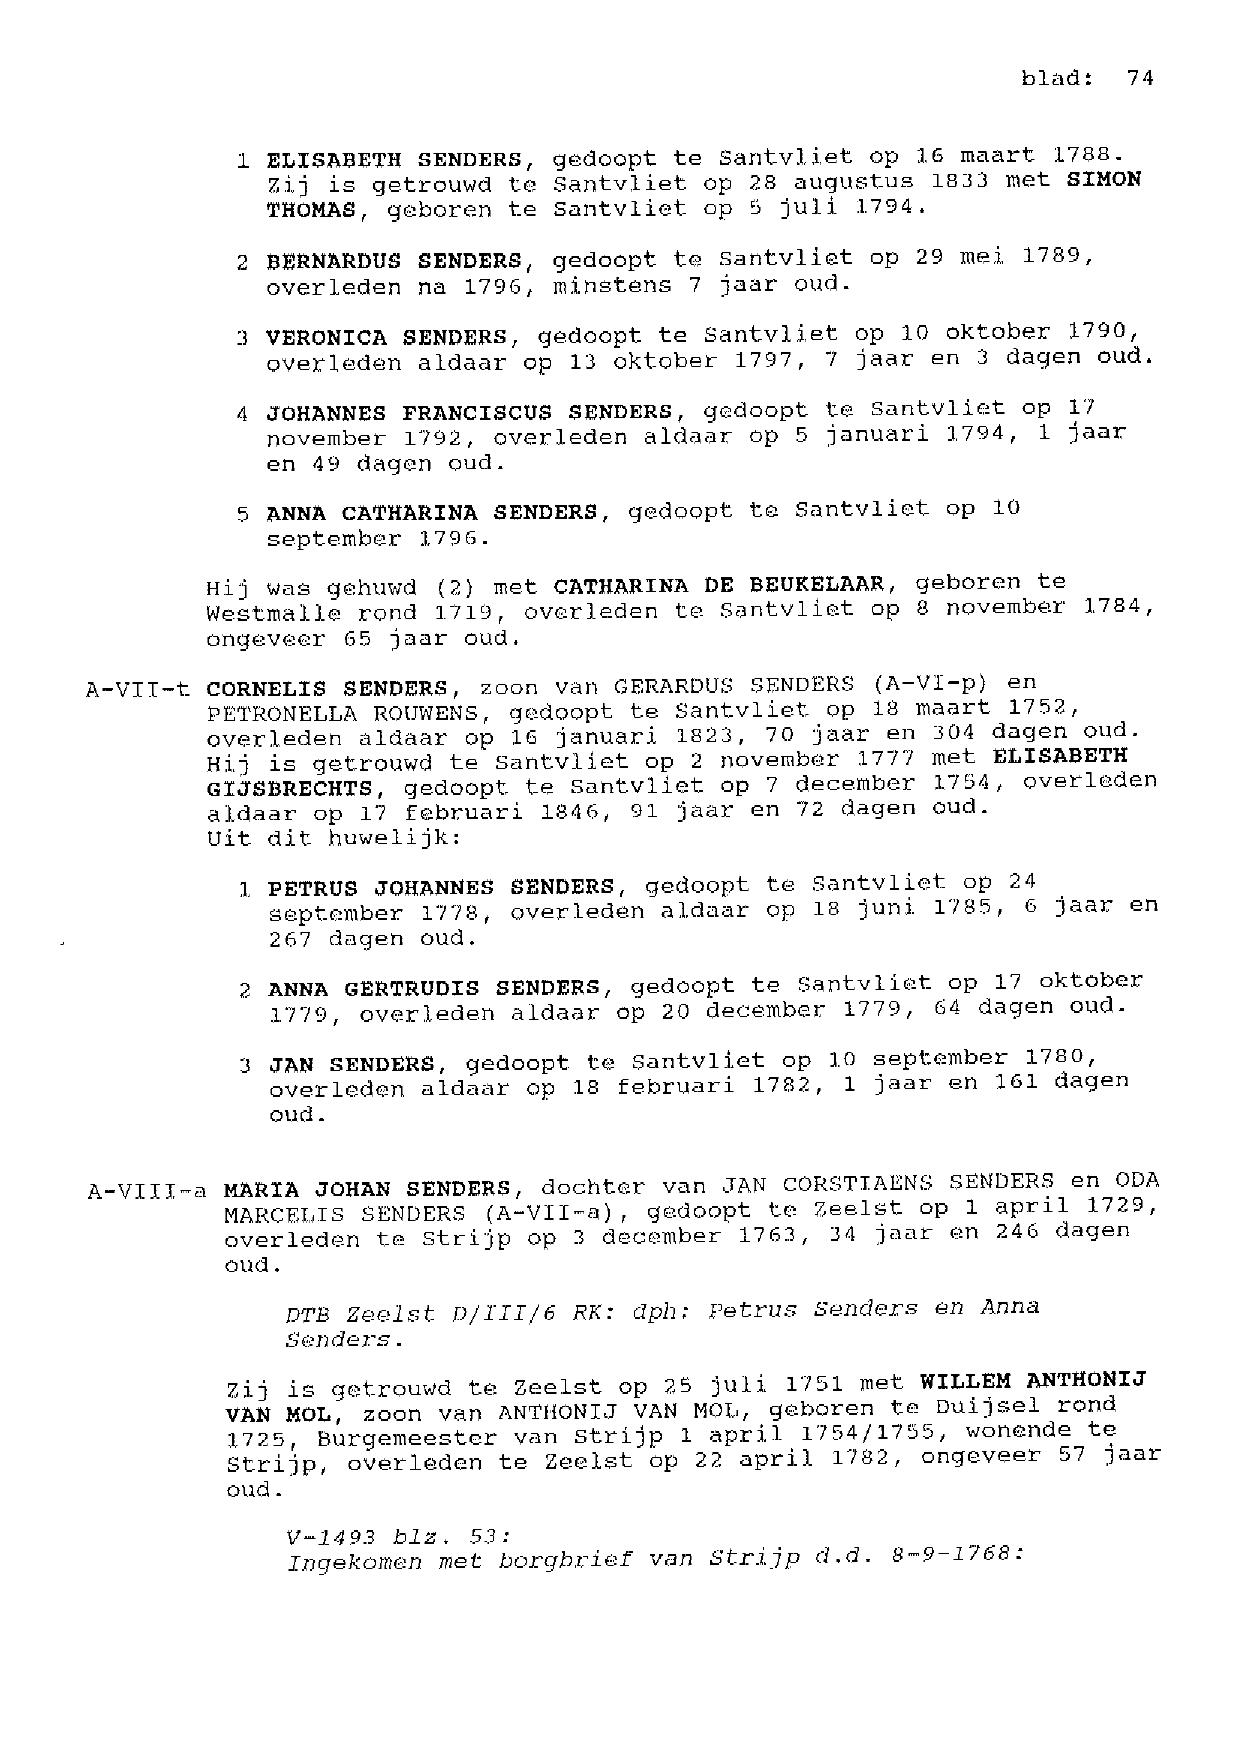 blad: 74
1 ELISABETH SENDERS, gedoopt te Santvliet op 16 maart 1788.
Zij is getrouwd te Santvliet op 28 augustus 1833 met SIMON
THOMAS, geboren te Santvliet op 5 juli 1794.
2 BERNARDUS SENDERS, gedoopt te Santvliet op 29 mei 1789,
overleden na 1796, minstens 7 jaar oud.
3 VERONICA SENDERS, gedoopt te Santvliet op 10 oktober 1790,
overleden aldaar op 13 oktober 1797, 7 jaar en 3 dagen oud.
4 JOHANNES FRANCISCUS SENDERS, gedoopt te Santvliet op 17
november 1792, overleden aldaar op 5 januari 1794, 1 jaar
en 49 dagen oud.
5 ANNA CATHARINA SENDERS, gedoopt te Santvliet op 10
september 1796.
Hij was gehuwd (2) met CATHARINA DE BEUKELAAR, geboren te
Westmalle rond 1719, overleden te Santvliet op 8 november 1784,
ongeveer 65 jaar oud.
A-VII-t CORNELIS SENDERS, zoon van GERARDUS SENDERS (A-VI-p) en
PETRONELLA ROUWENS, gedoopt te Santvliet op 18 maart 1752,
overleden aldaar op 16 januari 1823, 70 jaar en 304 dagen oud.
Hij is getrouwd te Santvliet op 2 november 1777 met ELISABETH
GIJSBRECHTS, gedoopt te Santvliet op 7 december 1754, overleden
aldaar op 17 februari 1846, 91 jaar en 72 dagen oud.
Uit dit huwelijk:
1 PETRUS JOHANNES SENDERS, gedoopt te Santvliet op 24
september 1778, overleden aldaar op 18 juni 1785, 6 jaar en
267 dagen oud.
2 ANNA GERTRUDIS SENDERS, gedoopt te Santvliet op 17 oktober
1779, overleden aldaar op 20 december 1779, 64 dagen oud.
3 JAN SENDERS, gedoopt te Santvliet op 10 september 1780,
overleden aldaar op 18 februari 1782, 1 jaar en 161 dagen
oud.
A-VIII-a MARIA JOHAN SENDERS, dochter van JAN CORSTIAENS SENDERS en ODA
MARCELIS SENDERS (A-VII-a), gedoopt te Zeelst op 1 april 1729,
overleden te Strijp op 3 december 1763, 34 jaar en 246 dagen
oud.
DTB Zeelst D/III/6 RK: dph: Petrus Senders en Anna
Senders.
Zij is getrouwd te Zeelst op 25 juli 1751 met WILLEM ANTHONIJ
VAN MOL, zoon van ANTHONIJ VAN MOL, geboren te Duijsel rond
1725, Burgemeester van Strijp 1 april 1754/1755, wonende te
Strijp, overleden te Zeelst op 22 april 1782, ongeveer 57 jaar
oud.
V-1493 blz. 53:
Ingekomen met borgbrief van Strijp d.d. 8-9-1768: